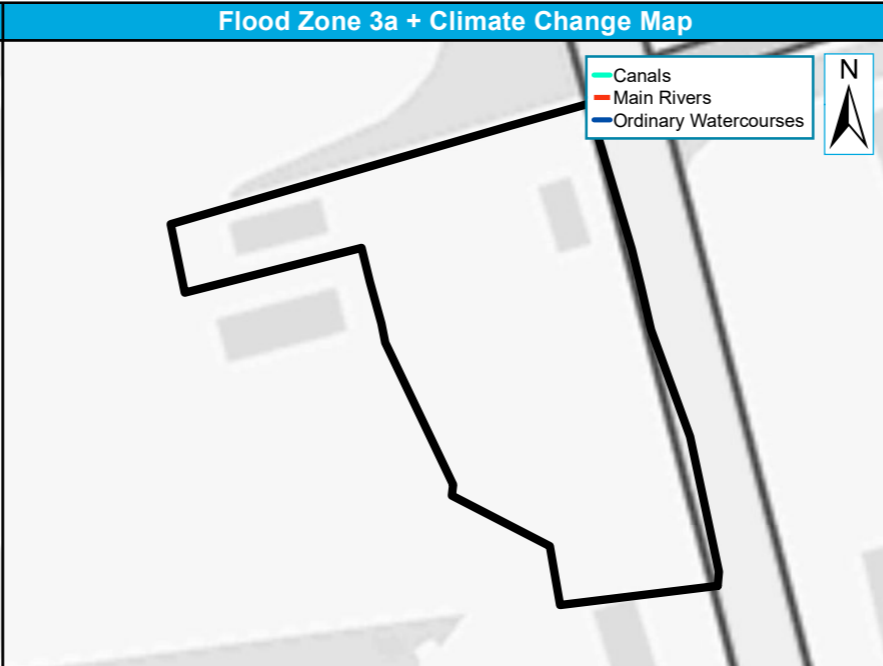 Flood Zone 3a + Climate Change Map
Canals
Main Rivers
Ordinary Watercourses
N